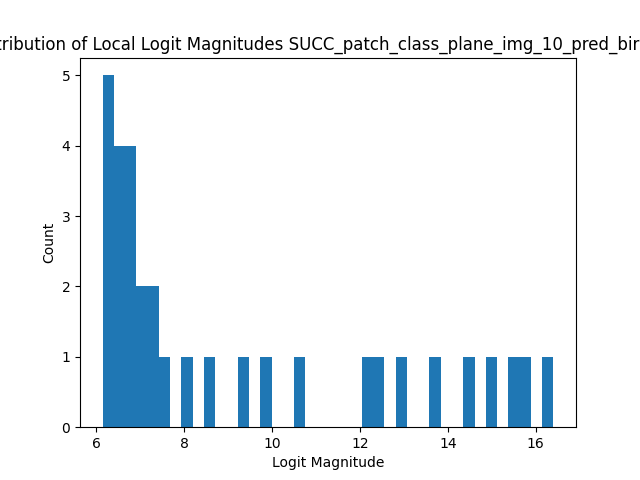 tribution of Local Logit Magnitudes SUCC_patch_class_plane_img_10_pred_bir
5
4
3
2
1
0
Count
6 8 10 12 14 16
Logit Magnitude